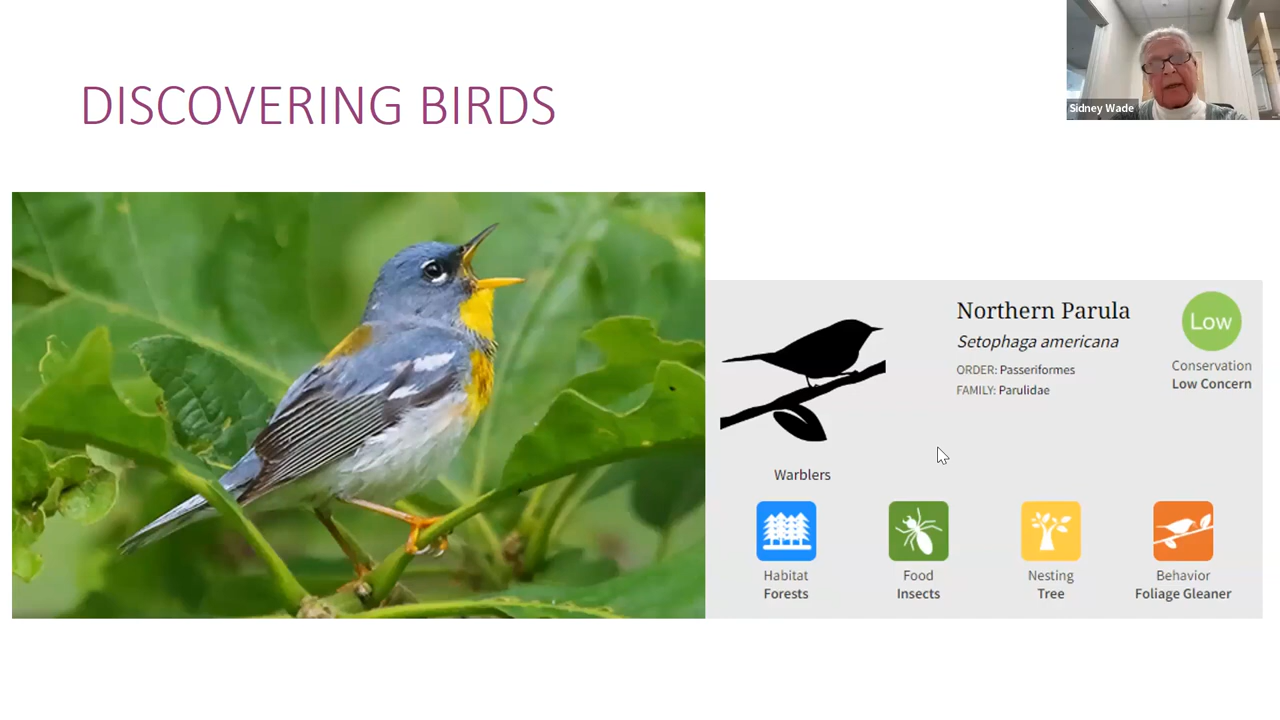 DISCOVERING BIRDS
Sidney Wade
Northern Parula
Setophaga americana
ORDER: Passeriformes
FAMILY: Parulidae
Low
Conservation
Low Concern
Warblers
Habitat
Forests
Food
Insects
Nesting
Tree
Behavior
Foliage Gleaner